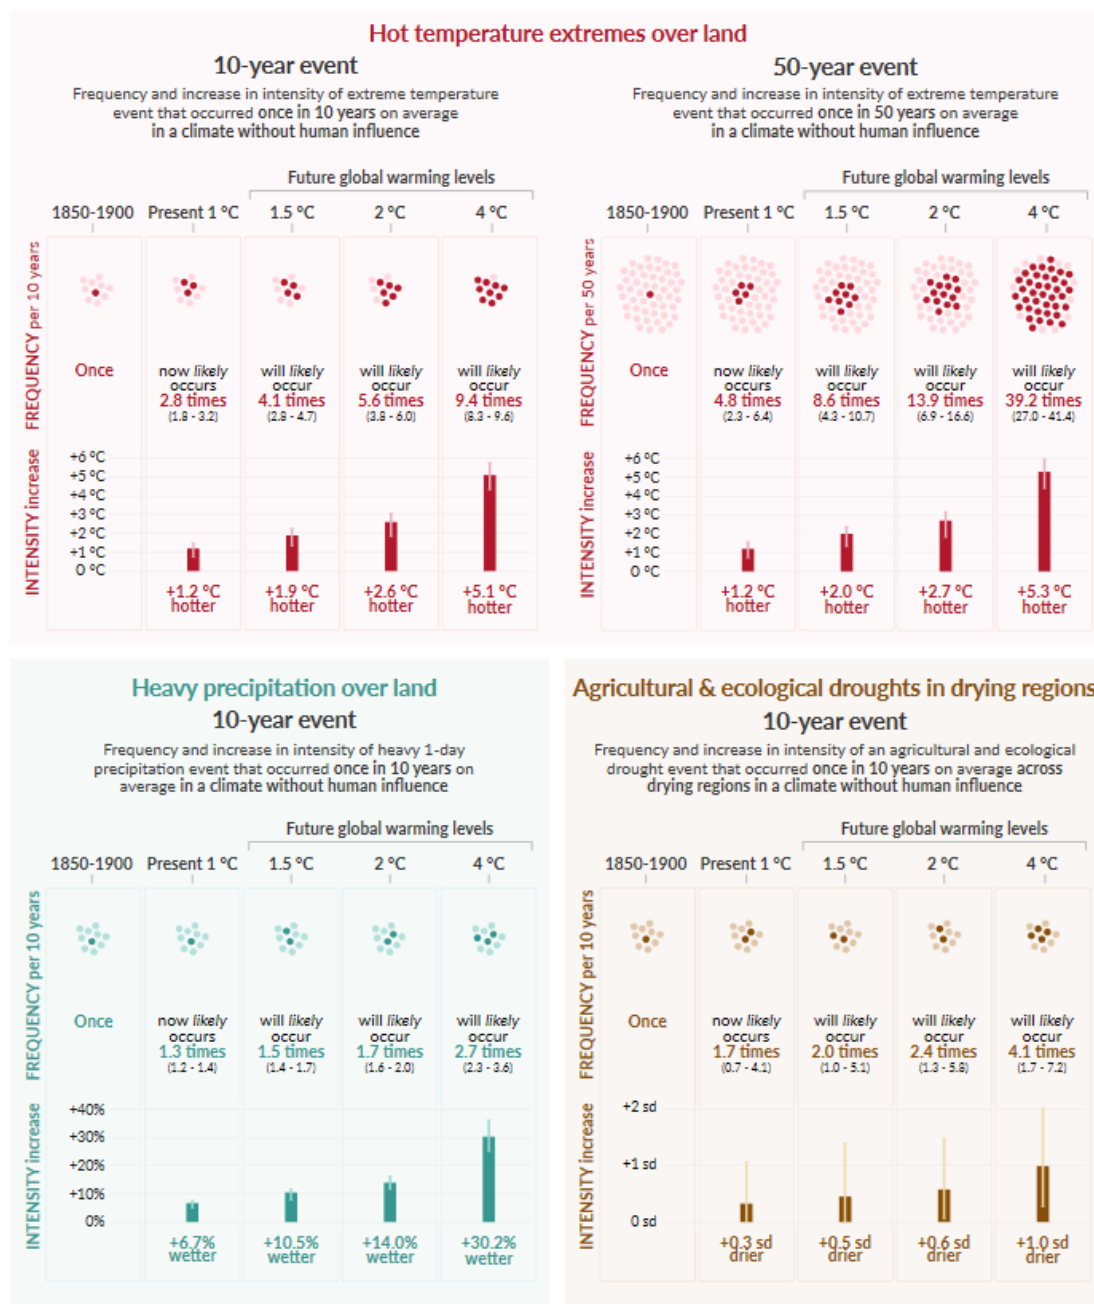 Hot temperature extremes over land
10-year event
Frequency and increase in intensity of extreme temperature
event that occurred once in 10 years on average
in a climate without human influence
Future global warming levels
1850-1900 Present 1 °C 1.5 °C 2 °C 4 °C
FREQUENCY per 10 years
Once
now likely occurs 2.8 times (1.8 - 3.2)
will likely occur 4.1 times (2.8 - 4.7)
will likely occur 5.6 times (3.8 - 6.0)
will likely occur 9.4 times (8.3 - 9.6)
INTENSITY increase
+6 °C
+5 °C
+4 °C
+3 °C
+2 °C
+1 °C
0 °C
+1.2 °C hotter
+1.9 °C hotter
+2.6 °C hotter
+5.1 °C hotter
50-year event
Frequency and increase in intensity of extreme temperature
event that occurred once in 50 years on average
in a climate without human influence
Future global warming levels
1850-1900 Present 1 °C 1.5 °C 2 °C 4 °C
FREQUENCY per 50 years
Once
now likely occurs 4.8 times (2.3 - 6.4)
will likely occur 8.6 times (4.3 - 10.7)
will likely occur 13.9 times (6.9 - 16.6)
will likely occur 39.2 times (27.0 - 41.4)
INTENSITY increase
+6 °C
+5 °C
+4 °C
+3 °C
+2 °C
+1 °C
0 °C
+1.2 °C hotter
+2.0 °C hotter
+2.7 °C hotter
+5.3 °C hotter
Heavy precipitation over land
10-year event
Frequency and increase in intensity of heavy 1-day
precipitation event that occurred once in 10 years on
average in a climate without human influence
Future global warming levels
1850-1900 Present 1 °C 1.5 °C 2 °C 4 °C
FREQUENCY per 10 years
Once
now likely occurs 1.3 times (1.2 - 1.4)
will likely occur 1.5 times (1.4 - 1.7)
will likely occur 1.7 times (1.6 - 2.0)
will likely occur 2.7 times (2.3 - 3.6)
INTENSITY increase
+40%
+30%
+20%
+10%
0%
+6.7% wetter
+10.5% wetter
+14.0% wetter
+30.2% wetter
Agricultural & ecological droughts in drying regions
10-year event
Frequency and increase in intensity of an agricultural and ecological
drought event that occurred once in 10 years on average across
drying regions in a climate without human influence
Future global warming levels
1850-1900 Present 1 °C 1.5 °C 2 °C 4 °C
FREQUENCY per 10 years
Once
now likely occurs 1.7 times (0.7 - 4.1)
will likely occur 2.0 times (1.0 - 5.1)
will likely occur 2.4 times (1.3 - 5.8)
will likely occur 4.1 times (1.7 - 7.2)
INTENSITY increase
+2 sd
+1 sd
0 sd
+0.3 sd drier
+0.5 sd drier
+0.6 sd drier
+1.0 sd drier